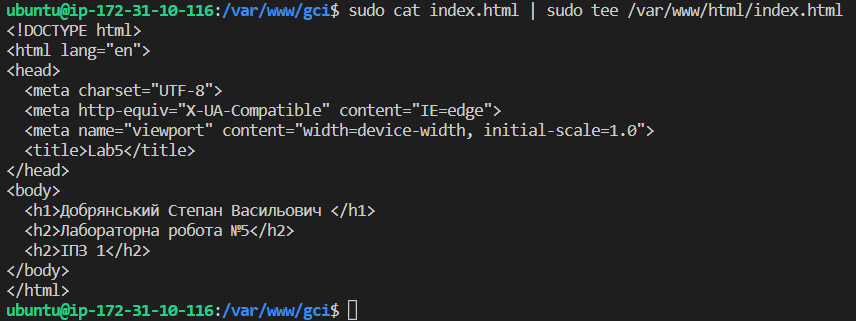 ubuntu@ip-172-31-10-116:/var/www/gci$ sudo cat index.html | sudo tee /var/www/html/index.html
<!DOCTYPE html>
<html lang="en">
<head>
  <meta charset="UTF-8">
  <meta http-equiv="X-UA-Compatible" content="IE=edge">
  <meta name="viewport" content="width=device-width, initial-scale=1.0">
  <title>Lab5</title>
</head>
<body>
  <h1>Добрянський Степан Васильович </h1>
  <h2>Лабораторна робота №5</h2>
  <h2>ІПЗ 1</h2>
</body>
</html>
ubuntu@ip-172-31-10-116:/var/www/gci$